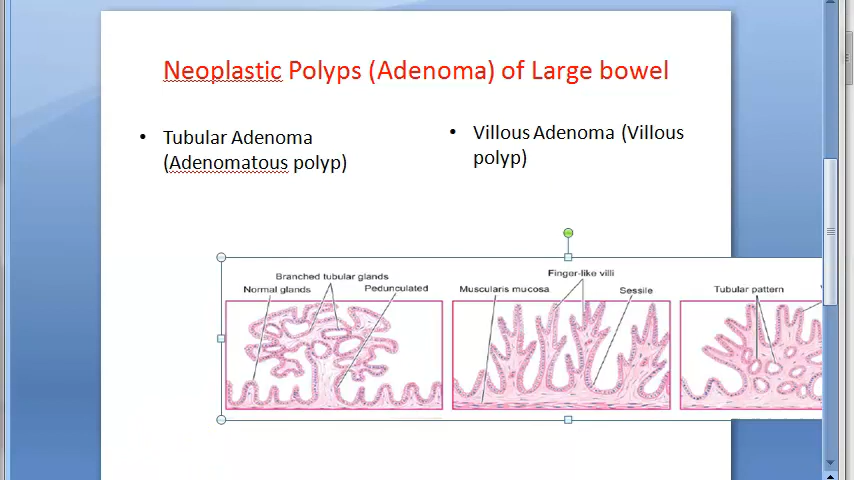 Neoplastic Polyps (Adenoma) of Large bowel
• Tubular Adenoma
(Adenomatous polyp)
• Villous Adenoma (Villous
polyp)
Branched tubular glands
Normal glands
Pedunculated
Finger-like villi
Muscularis mucosa
Sessile
Tubular pattern